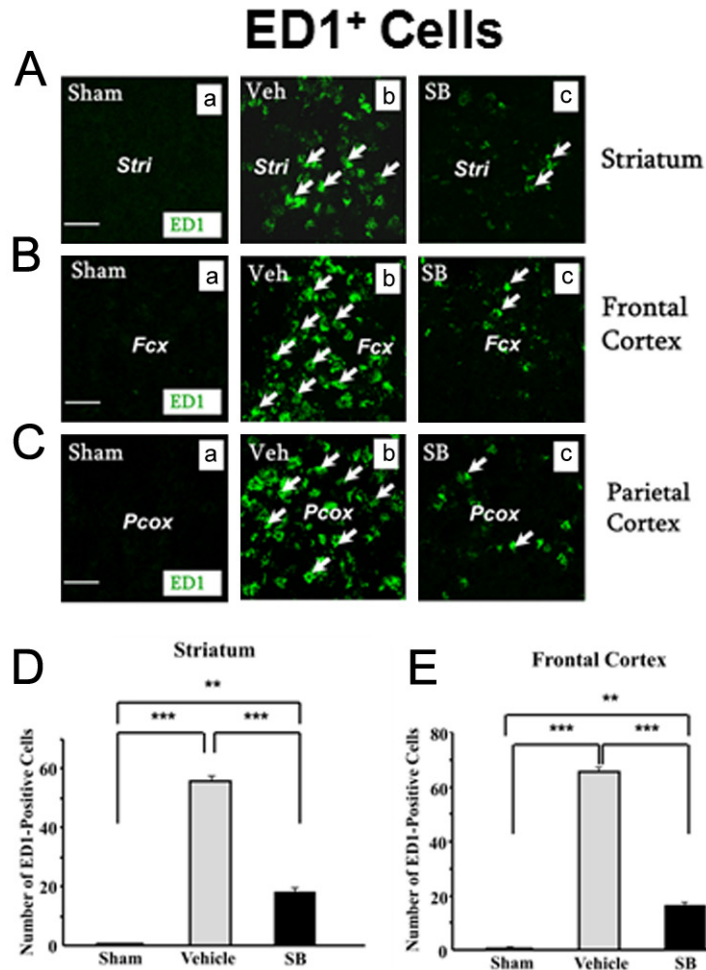 ED1+ Cells
A
Sham
a
Stri
ED1
Veh
b
Stri
SB
c
Stri
Striatum
B
Sham
a
Fcx
ED1
Veh
b
Fcx
SB
c
Fcx
Frontal
Cortex
C
Sham
a
Pcox
ED1
Veh
b
Pcox
SB
c
Pcox
Parietal
Cortex
D
Striatum
**
***
***
Number of ED1-Positive Cells
60
40
20
0
Sham
Vehicle
SB
E
Frontal Cortex
**
***
***
Number of ED1-Positive Cells
80
60
40
20
0
Sham
Vehicle
SB